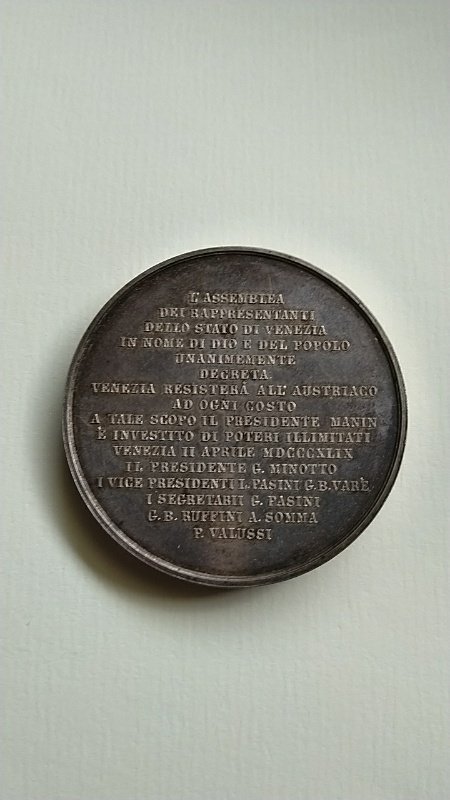 L'ASSEMBLEA
DEI RAPPRESENTANTI
DELLO STATO DI VENEZIA
IN NOME DI DIO E DEL POPOLO
UNANIMEMENTE
DECRETA.
VENEZIA RESISTERÁ ALL' AUSTRIACO
AD OGNI COSTO
A TALE SCOPO IL PRESIDENTE MANIN
È INVESTITO DI POTERI ILLIMITATI
VENEZIA II APRILE MDCCCXLIX
IL PRESIDENTE G. MINOTTO
I VICE PRESIDENTI L. PASINI G.B. VARÈ,
I SEGRETARII G. PASINI
G.B. RUFFINI A. SOMMA
P. VALUSSI